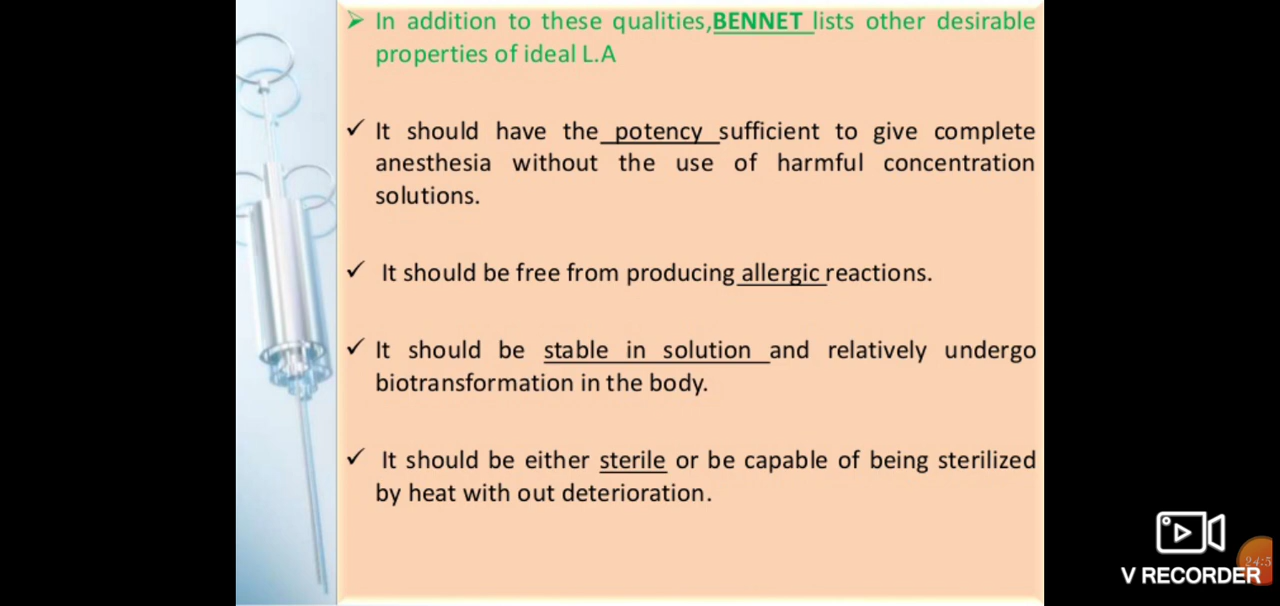 ➢ In addition to these qualities,BENNET lists other desirable
properties of ideal L.A
✓ It should have the potency sufficient to give complete
anesthesia without the use of harmful concentration
solutions.
✓ It should be free from producing allergic reactions.
✓ It should be stable in solution and relatively undergo
biotransformation in the body.
✓ It should be either sterile or be capable of being sterilized
by heat with out deterioration.
V RECORDER